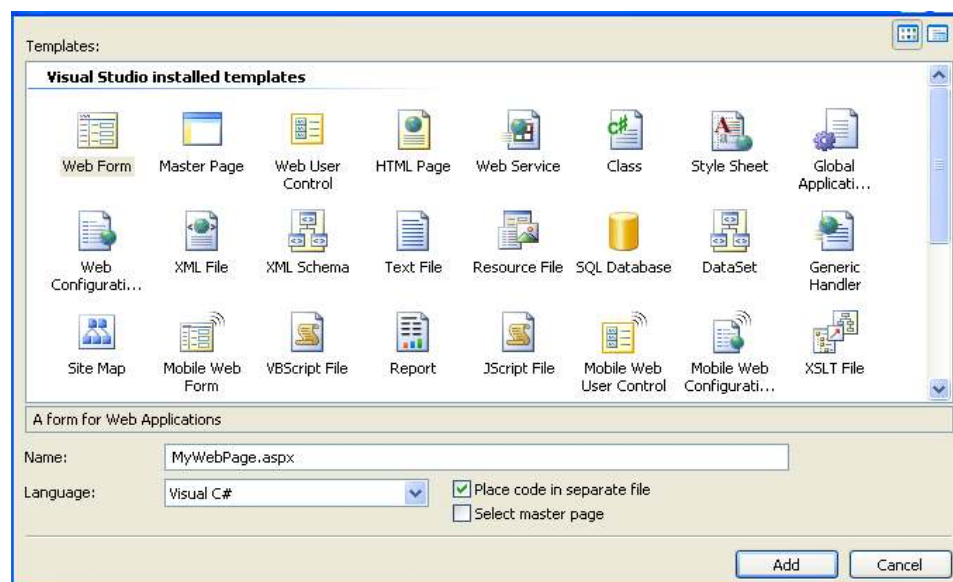 Templates:
Visual Studio installed templates
Web Form
Master Page
Web User
Control
HTML Page
Web Service
Class
Style Sheet
Global
Applicati...
Web
Configurati...
XML File
XML Schema
Text File
Resource File
SQL Database
DataSet
Generic
Handler
Site Map
Mobile Web
Form
VBScript File
Report
JScript File
Mobile Web
User Control
Mobile Web
Configurati...
XSLT File
A form for Web Applications
Name:
MyWebPage.aspx
Language:
Visual C#
Place code in separate file
Select master page
Add
Cancel